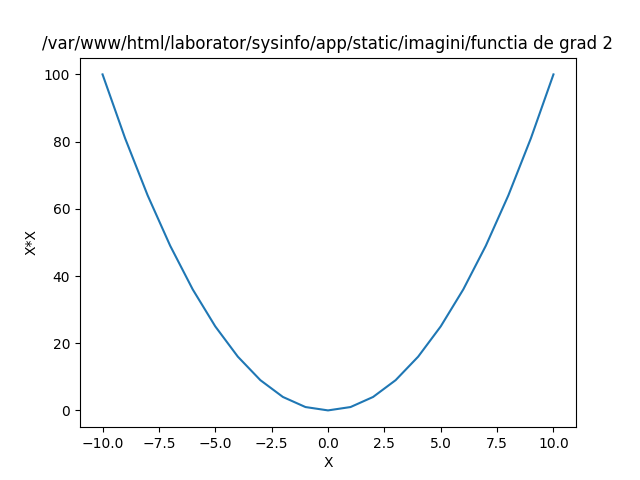 /var/www/html/laborator/sysinfo/app/static/imagini/functia de grad 2
100
80
60
40
20
0
X*X
−10.0 −7.5 −5.0 −2.5 0.0 2.5 5.0 7.5 10.0
X